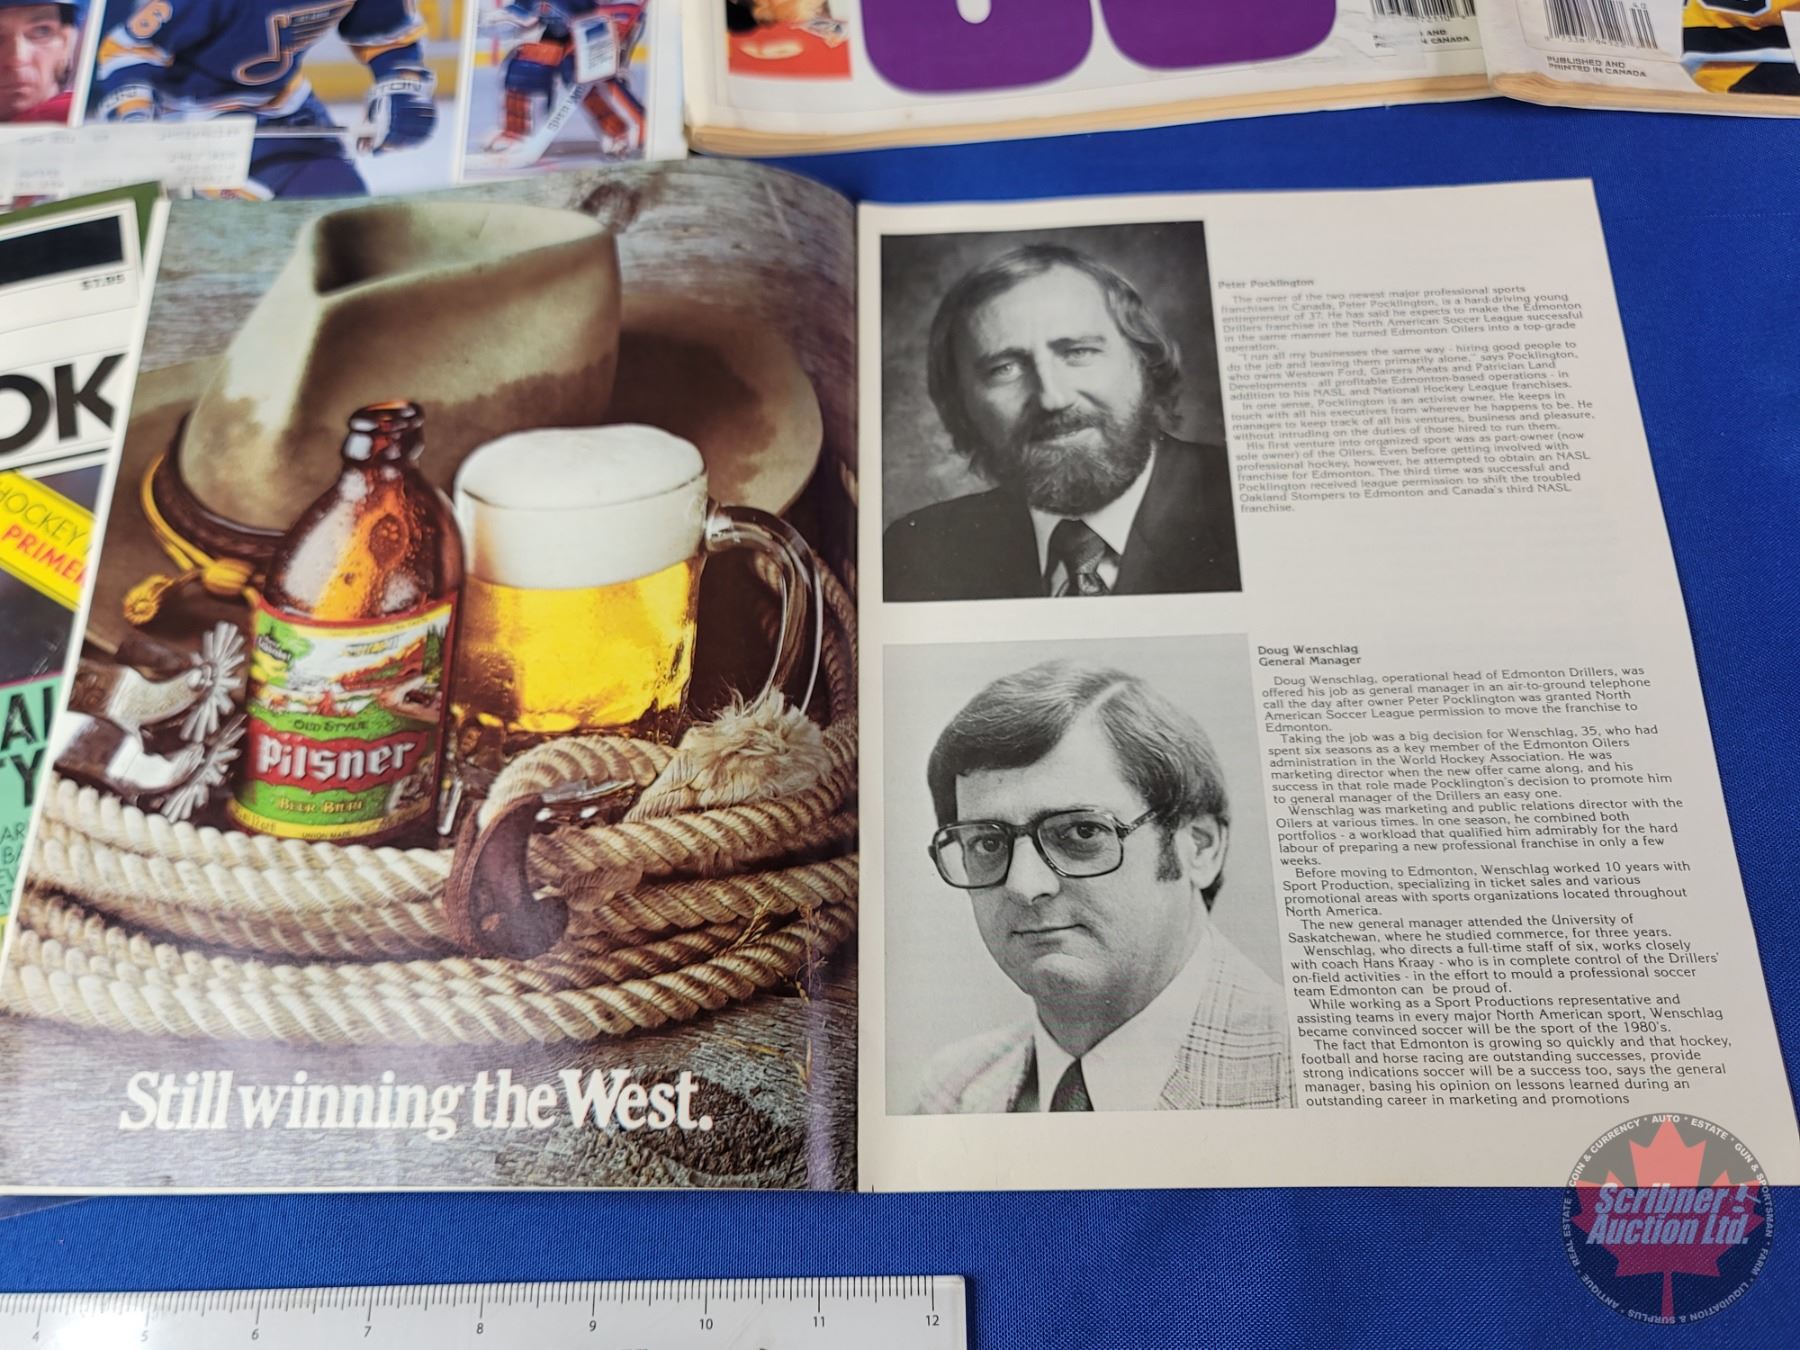 $7.95
OK
HOCKEY
PRIMER
PUBLISHED AND
PRINTED IN CANADA
OLD STYLE
Pilsner
BEER · BIERE
UNION MADE
Still winning the West.
Peter Pocklington
The owner of the two newest major professional sports
franchises in Canada, Peter Pocklington, is a hard-driving young
entrepreneur of 37. He has said he expects to make the Edmonton
Drillers franchise in the North American Soccer League successful
in the same manner he turned Edmonton Oilers into a top-grade
operation.
"I run all my businesses the same way - hiring good people to
do the job and leaving them primarily alone," says Pocklington,
who owns Westown Ford, Gainers Meats and Patrician Land
Developments - all profitable Edmonton-based operations - in
addition to his NASL and National Hockey League franchises.
In one sense, Pocklington is an activist owner. He keeps in
touch with all his executives from wherever he happens to be. He
manages to keep track of all his ventures, business and pleasure,
without intruding on the duties of those hired to run them.
His first venture into organized sport was as part-owner (now
sole owner) of the Oilers. Even before getting involved with
professional hockey, however, he attempted to obtain an NASL
franchise for Edmonton. The third time was successful and
Pocklington received league permission to shift the troubled
Oakland Stompers to Edmonton and Canada's third NASL
franchise.
Doug Wenschlag
General Manager
Doug Wenschlag, operational head of Edmonton Drillers, was
offered his job as general manager in an air-to-ground telephone
call the day after owner Peter Pocklington was granted North
American Soccer League permission to move the franchise to
Edmonton.
Taking the job was a big decision for Wenschlag, 35, who had
spent six seasons as a key member of the Edmonton Oilers
administration in the World Hockey Association. He was
marketing director when the new offer came along, and his
success in that role made Pocklington's decision to promote him
to general manager of the Drillers an easy one.
Wenschlag was marketing and public relations director with the
Oilers at various times. In one season, he combined both
portfolios - a workload that qualified him admirably for the hard
labour of preparing a new professional franchise in only a few
weeks.
Before moving to Edmonton, Wenschlag worked 10 years with
Sport Production, specializing in ticket sales and various
promotional areas with sports organizations located throughout
North America.
The new general manager attended the University of
Saskatchewan, where he studied commerce, for three years.
Wenschlag, who directs a full-time staff of six, works closely
with coach Hans Kraay - who is in complete control of the Drillers'
on-field activities - in the effort to mould a professional soccer
team Edmonton can be proud of.
While working as a Sport Productions representative and
assisting teams in every major North American sport, Wenschlag
became convinced soccer will be the sport of the 1980's.
The fact that Edmonton is growing so quickly and that hockey,
football and horse racing are outstanding successes, provide
strong indications soccer will be a success too, says the general
manager, basing his opinion on lessons learned during an
outstanding career in marketing and promotions
4 5 6 7 8 9 10 11 12
Scribner
Auction Ltd.
COIN & CURRENCY · AUTO · ESTATE · GUN & SPORTSMAN · FARM · LIQUIDATION & SURPLUS · ANTIQUE · REAL ESTATE